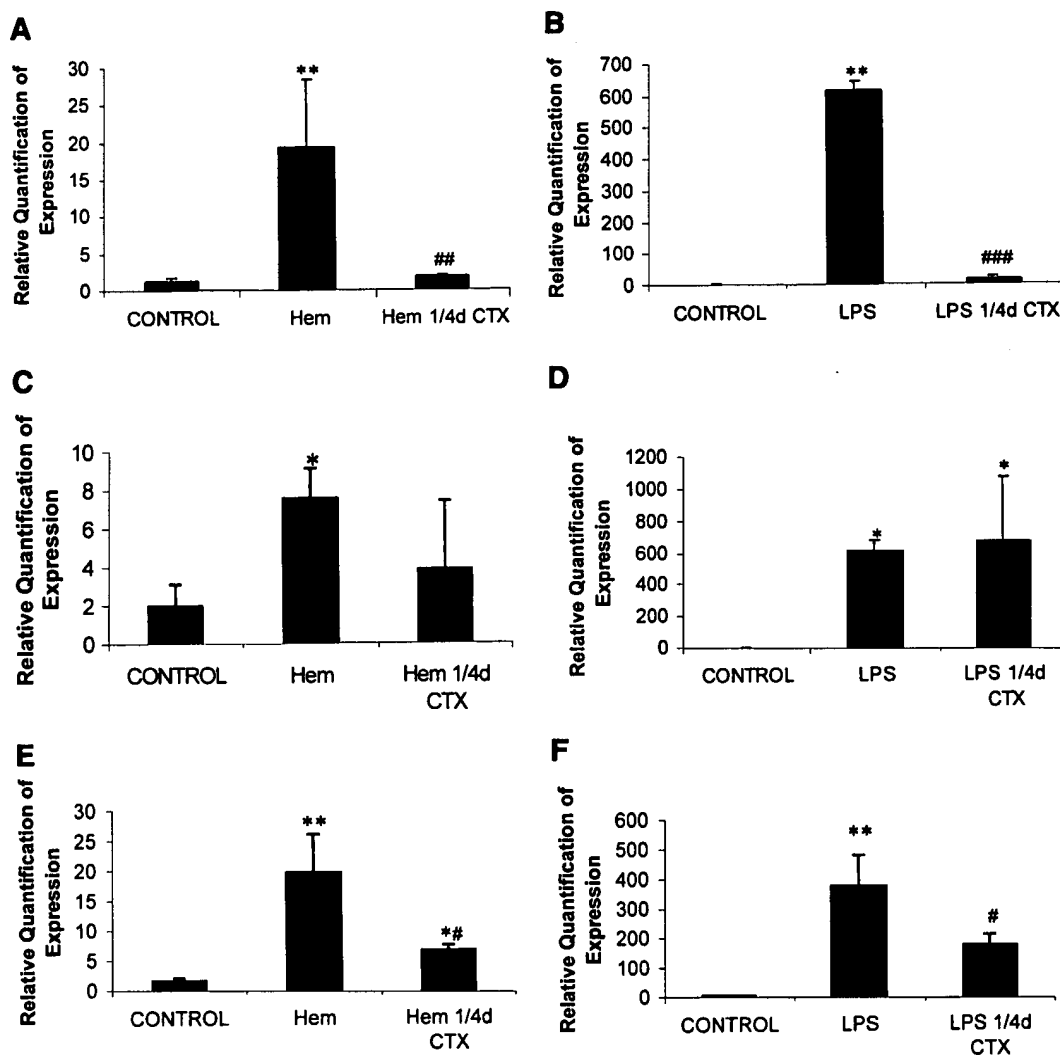 A
Relative Quantification of
Expression
30
25
20
15
10
5
0
**
##
CONTROL
Hem
Hem 1/4d CTX
B
Relative Quantification of
Expression
700
600
500
400
300
200
100
0
**
###
CONTROL
LPS
LPS 1/4d CTX
C
Relative Quantification of
Expression
10
8
6
4
2
0
*
CONTROL
Hem
Hem 1/4d
CTX
D
Relative Quantification of
Expression
1200
1000
800
600
400
200
0
*
*
CONTROL
LPS
LPS 1/4d
CTX
E
Relative Quantification of
Expression
30
25
20
15
10
5
0
**
*#
CONTROL
Hem
Hem 1/4d
CTX
F
Relative Quantification of
Expression
600
500
400
300
200
100
0
**
#
CONTROL
LPS
LPS 1/4d
CTX